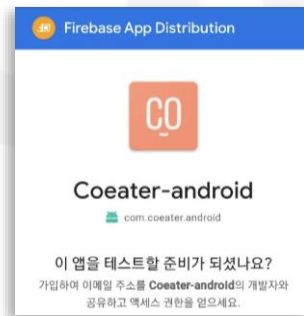 Firebase App Distribution
CO
Coeater-android
com.coeater.android
이 앱을 테스트할 준비가 되셨나요?
가입하여 이메일 주소를 Coeater-android의 개발자와
공유하고 액세스 권한을 얻으세요.